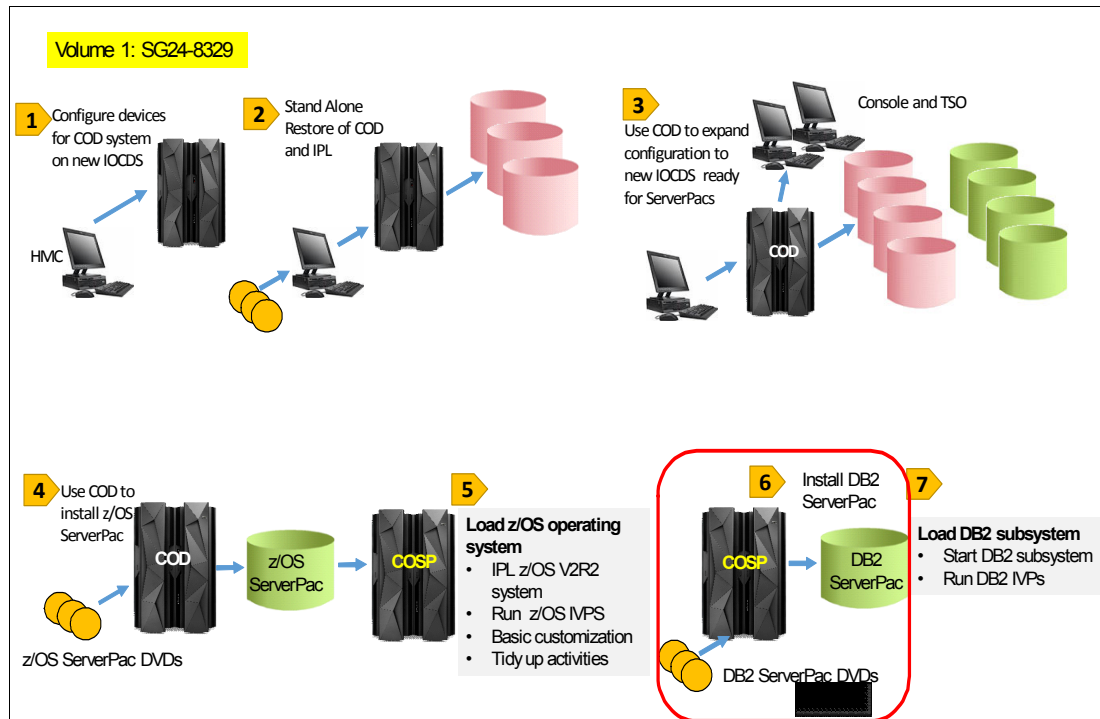 Volume 1: SG24-8329
1
Configure devices
for COD system
on new IOCDS
HMC
2
Stand Alone
Restore of COD
and IPL
3
Use COD to expand
configuration to
new IOCDS ready
for ServerPacs
Console and TSO
COD
4
Use COD to
install z/OS
ServerPac
COD
z/OS ServerPac DVDs
z/OS
ServerPac
COSP
5
Load z/OS operating
system
• IPL z/OS V2R2
system
• Run z/OS IVPS
• Basic customization
• Tidy up activities
6
Install DB2
ServerPac
COSP
DB2
ServerPac
DB2 ServerPac DVDs
7
Load DB2 subsystem
• Start DB2 subsystem
• Run DB2 IVPs